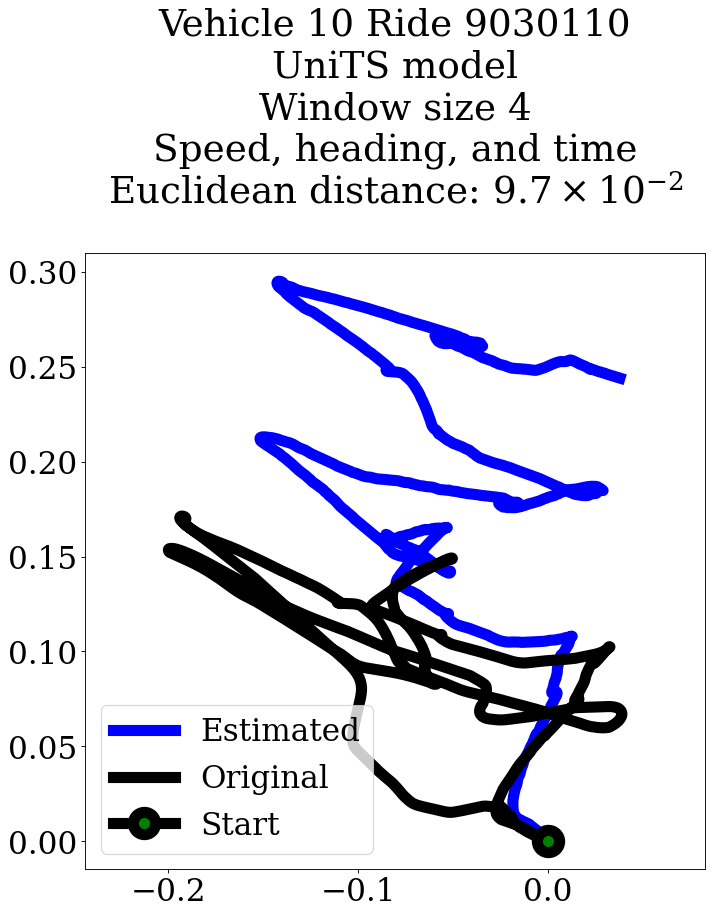 Vehicle 10 Ride 9030110
UniTS model
Window size 4
Speed, heading, and time
Euclidean distance: 9.7 × 10⁻²
0.30
0.25
0.20
0.15
0.10
0.05
0.00
Estimated
Original
Start
−0.2 −0.1 0.0